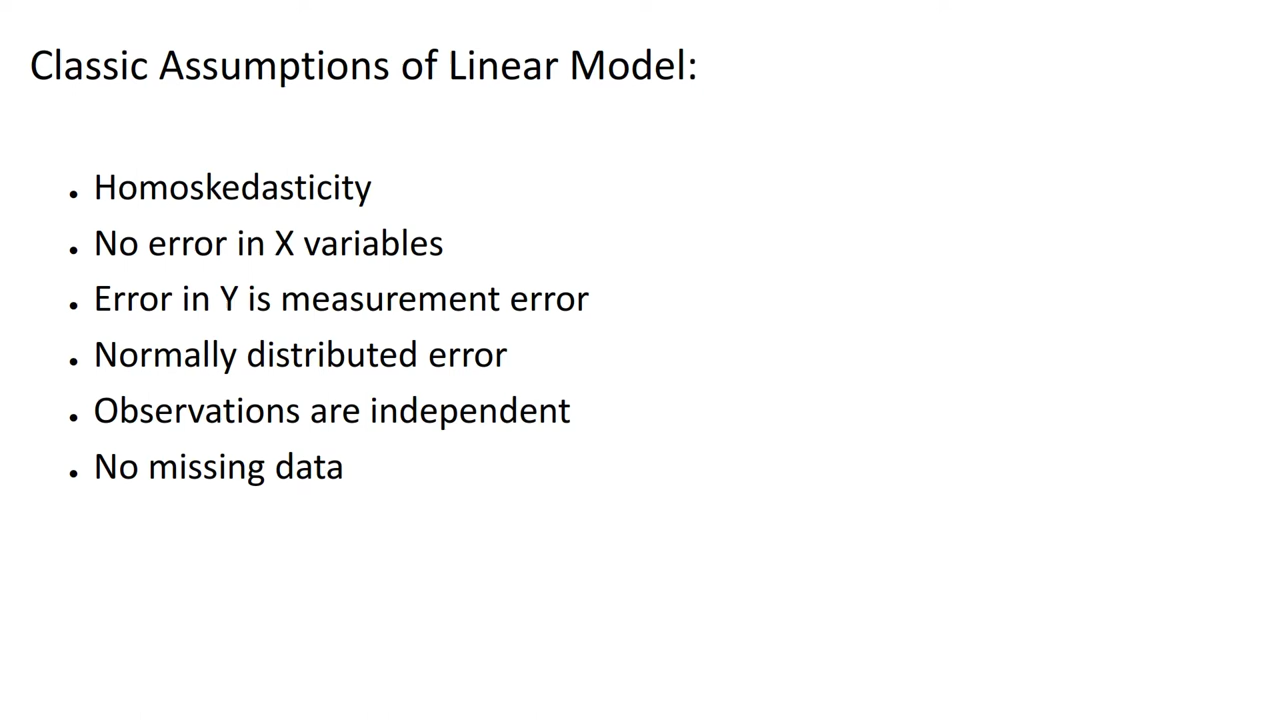 Classic Assumptions of Linear Model:
• Homoskedasticity
• No error in X variables
• Error in Y is measurement error
• Normally distributed error
• Observations are independent
• No missing data